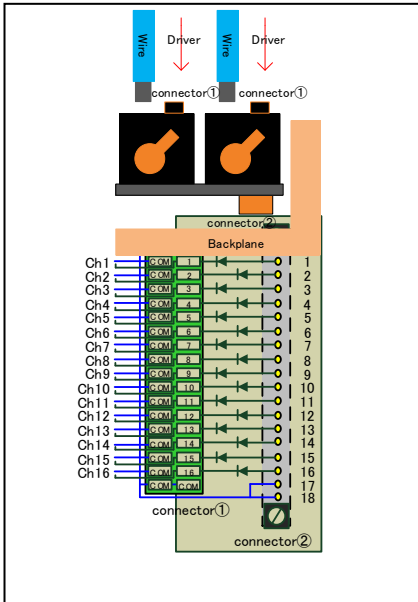 Wire Driver Wire Driver
connector① connector①
connector②
Backplane
Ch1 COM 1 1
Ch2 COM 2 2
Ch3 COM 3 3
Ch4 COM 4 4
Ch5 COM 5 5
Ch6 COM 6 6
Ch7 COM 7 7
Ch8 COM 8 8
Ch9 COM 9 9
Ch10 COM 10 10
Ch11 COM 11 11
Ch12 COM 12 12
Ch13 COM 13 13
Ch14 COM 14 14
Ch15 COM 15 15
Ch16 COM 16 16
COM COM 17
18
connector①
connector②